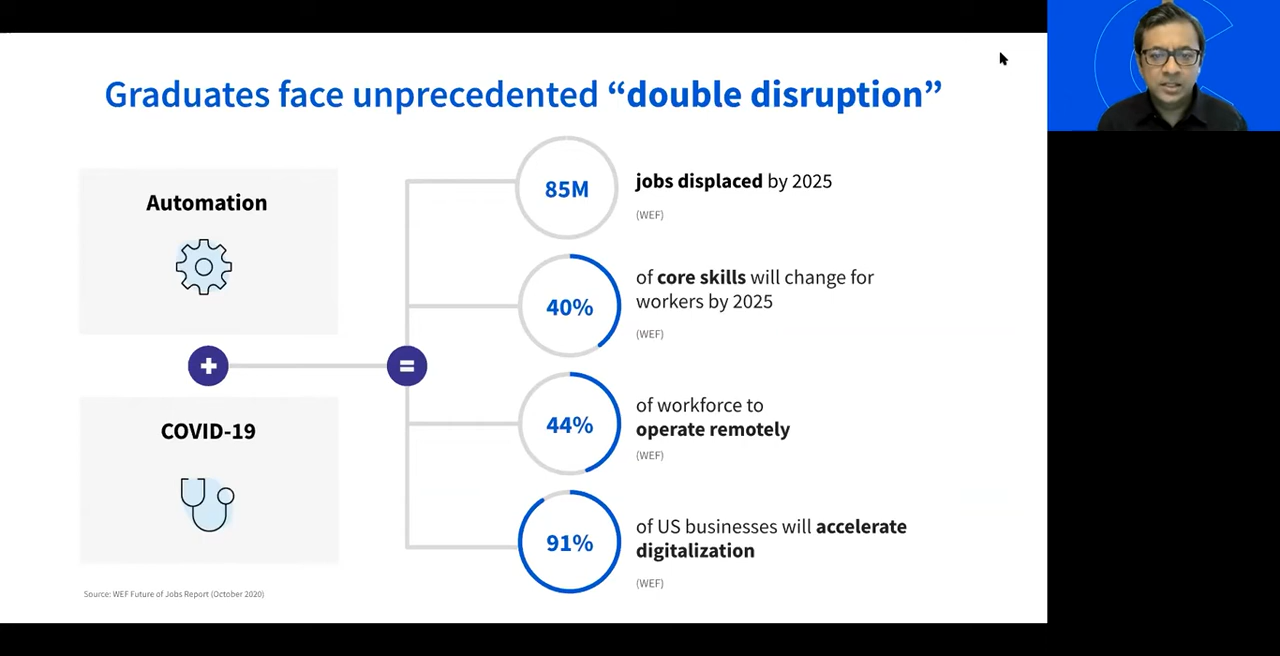 Graduates face unprecedented “double disruption”
Automation
COVID-19
85M
jobs displaced by 2025
(WEF)
40%
of core skills will change for
workers by 2025
(WEF)
44%
of workforce to
operate remotely
(WEF)
91%
of US businesses will accelerate
digitalization
(WEF)
Source: WEF Future of Jobs Report (October 2020)